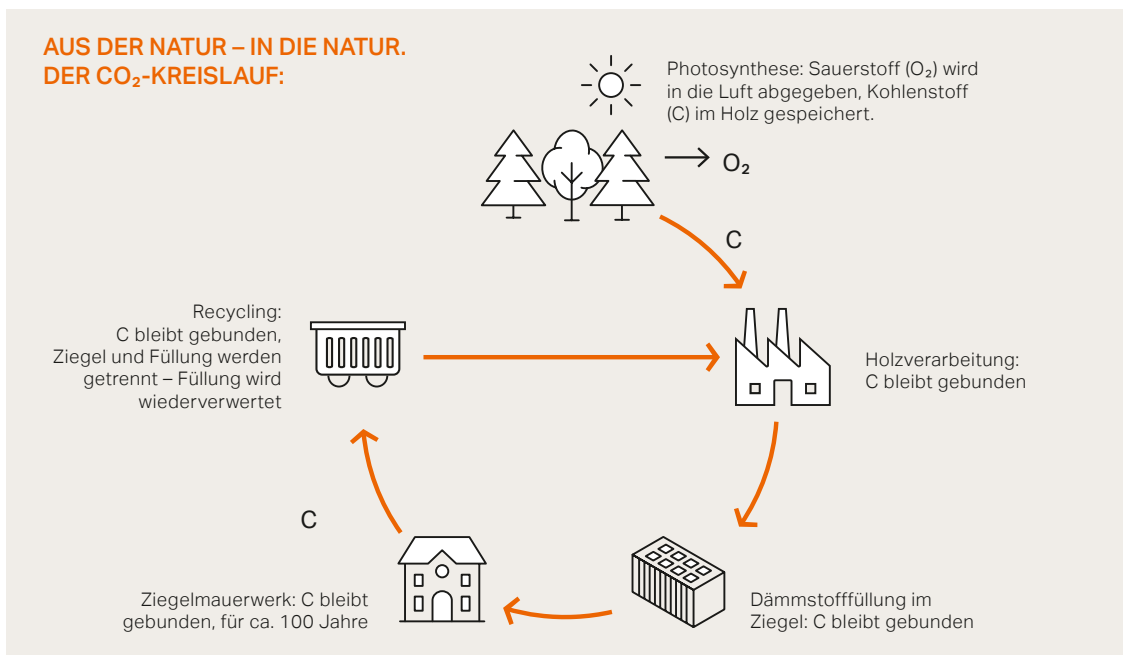 AUS DER NATUR – IN DIE NATUR.
DER CO₂-KREISLAUF:
Photosynthese: Sauerstoff (O₂) wird
in die Luft abgegeben, Kohlenstoff
(C) im Holz gespeichert.
O₂
C
Recycling:
C bleibt gebunden,
Ziegel und Füllung werden
getrennt – Füllung wird
wiederverwertet
Holzverarbeitung:
C bleibt gebunden
C
Ziegelmauerwerk: C bleibt
gebunden, für ca. 100 Jahre
Dämmstofffüllung im
Ziegel: C bleibt gebunden